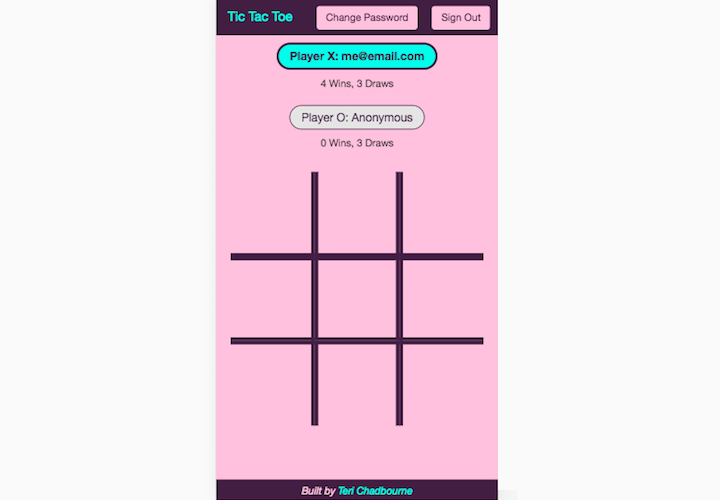 Tic Tac Toe Change Password Sign Out
Player X: me@email.com
4 Wins, 3 Draws
Player O: Anonymous
0 Wins, 3 Draws
Built by Teri Chadbourne